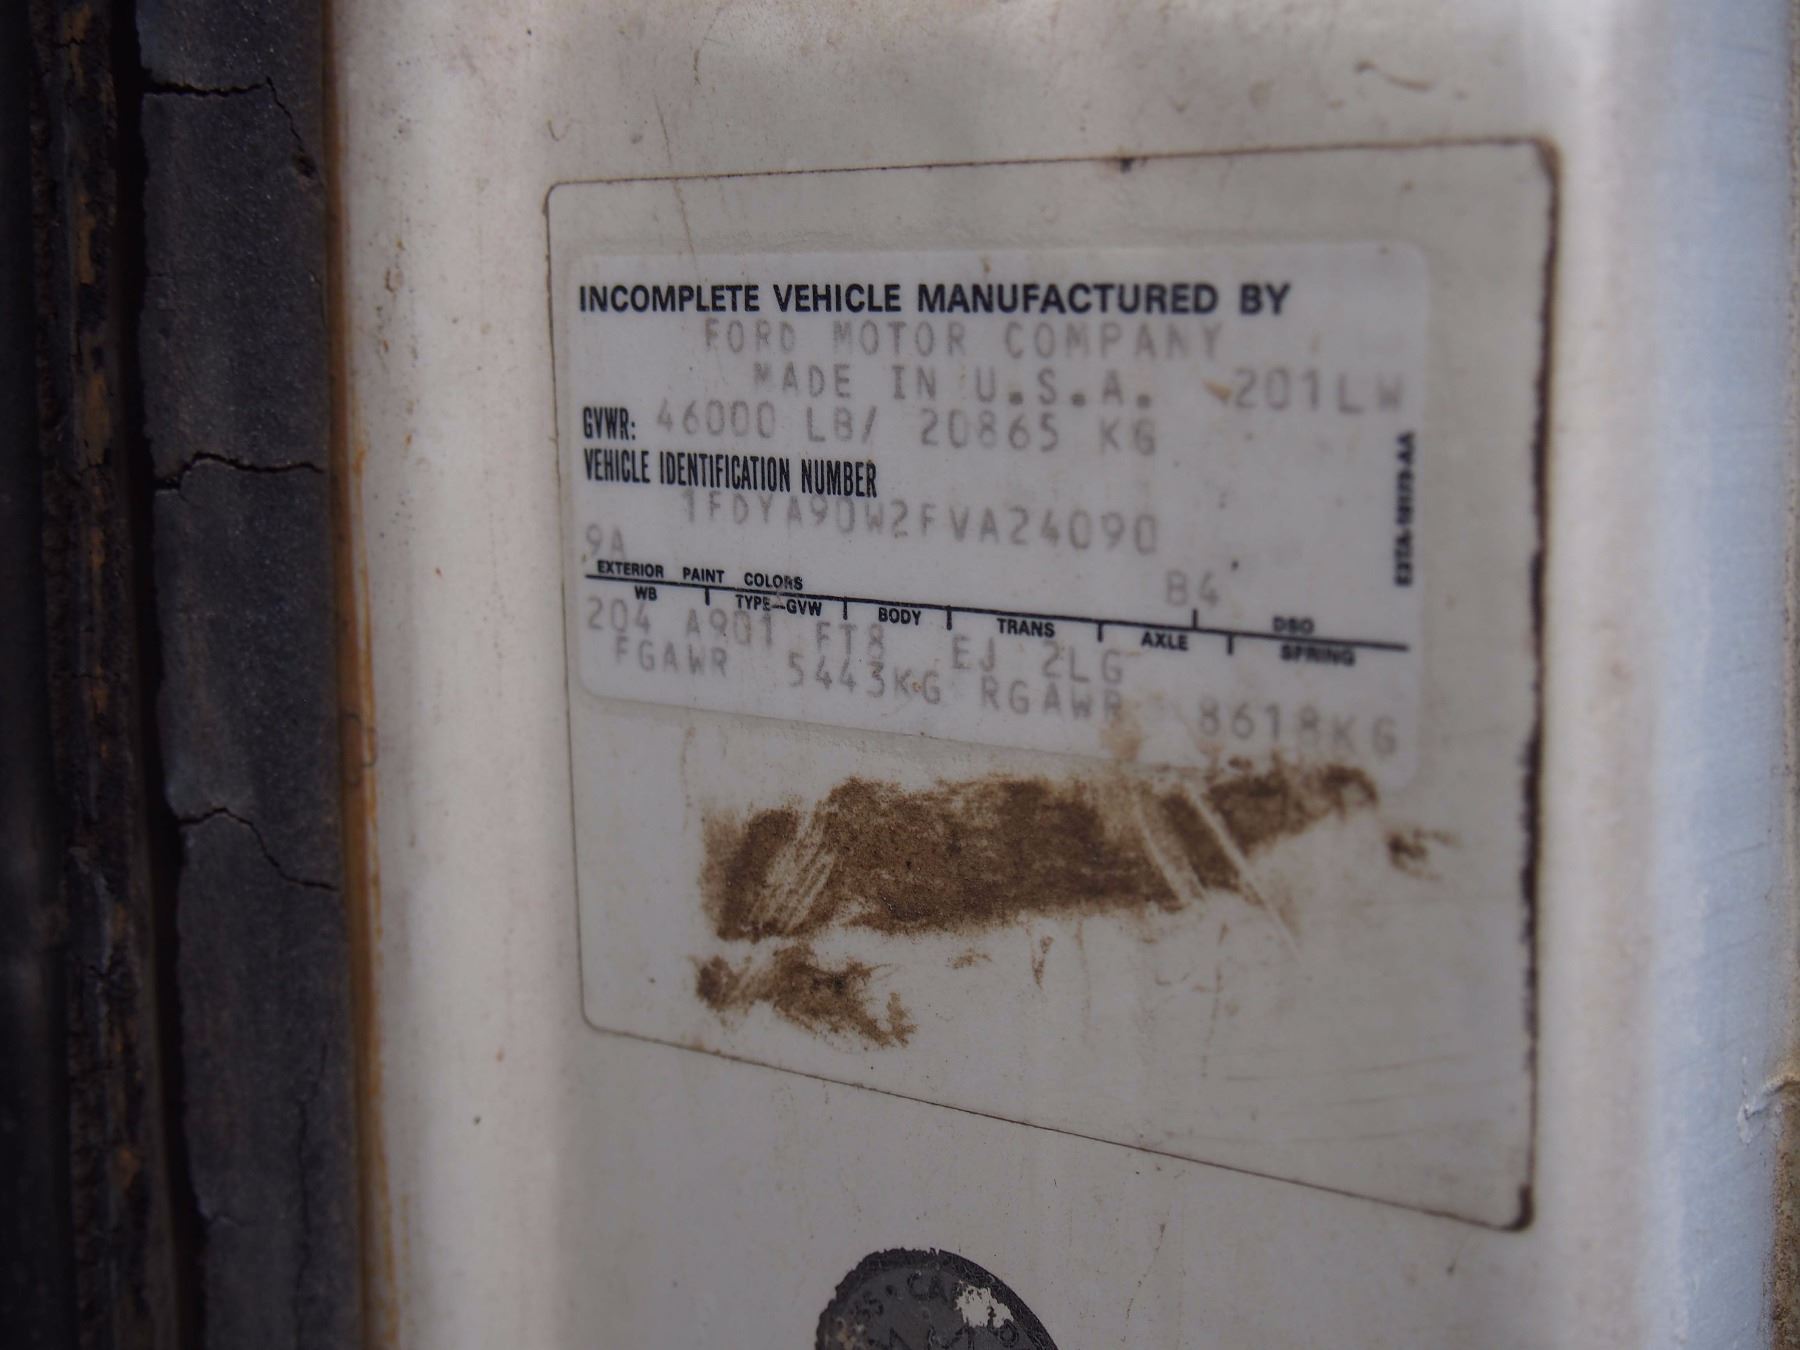 INCOMPLETE VEHICLE MANUFACTURED BY
FORD MOTOR COMPANY
MADE IN U.S.A. 201LW
GVWR: 46000 LB/ 20865 KG
VEHICLE IDENTIFICATION NUMBER
1FDYA90W2FVA24090
9A B4
EXTERIOR PAINT COLORS DSO
WB TYPE-GVW BODY TRANS AXLE SPRING
204 A901 FT8 EJ 2LG
FGAWR 5443KG RGAWR 8618KG